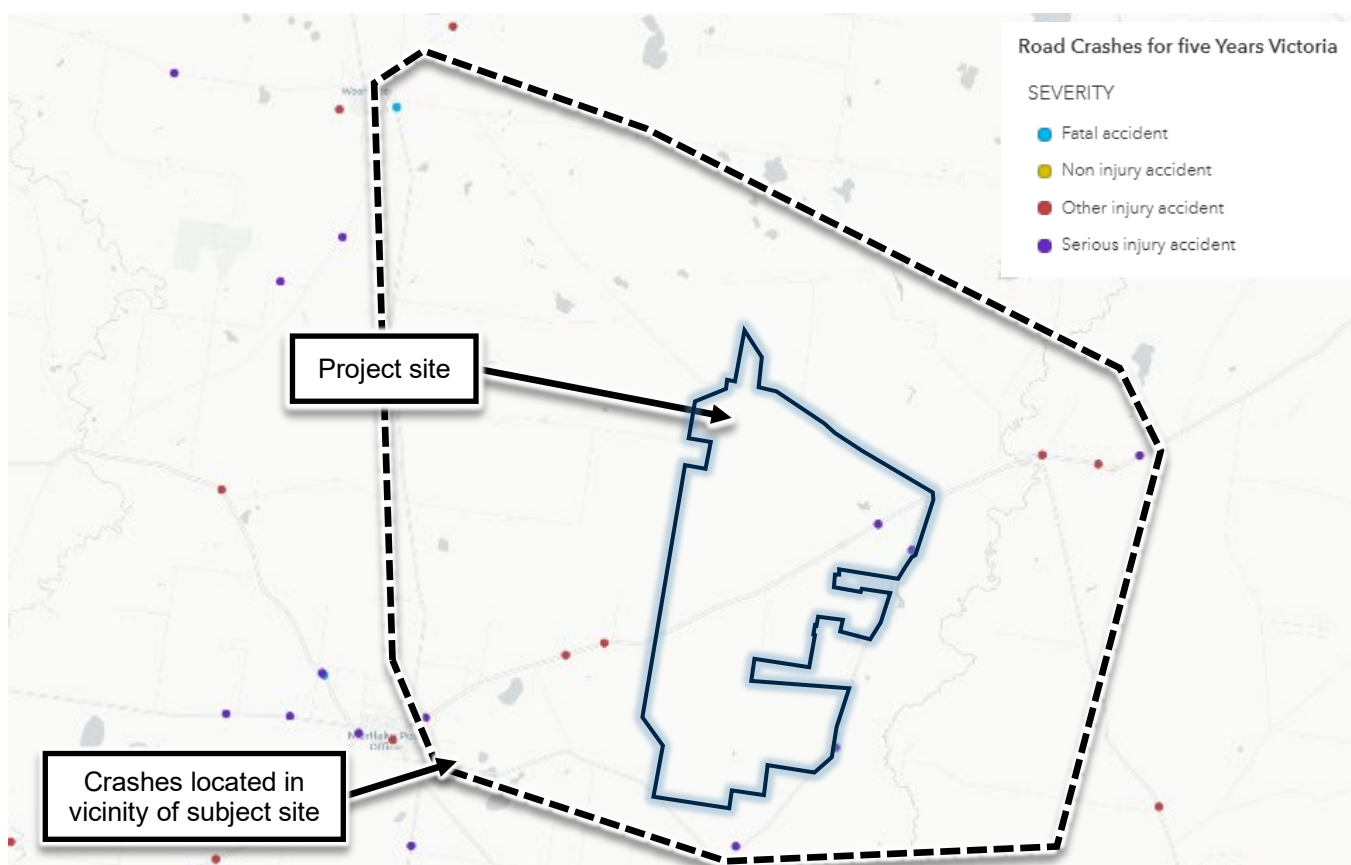 Road Crashes for five Years Victoria
SEVERITY
Fatal accident
Non injury accident
Other injury accident
Serious injury accident
Project site
Crashes located in
vicinity of subject site